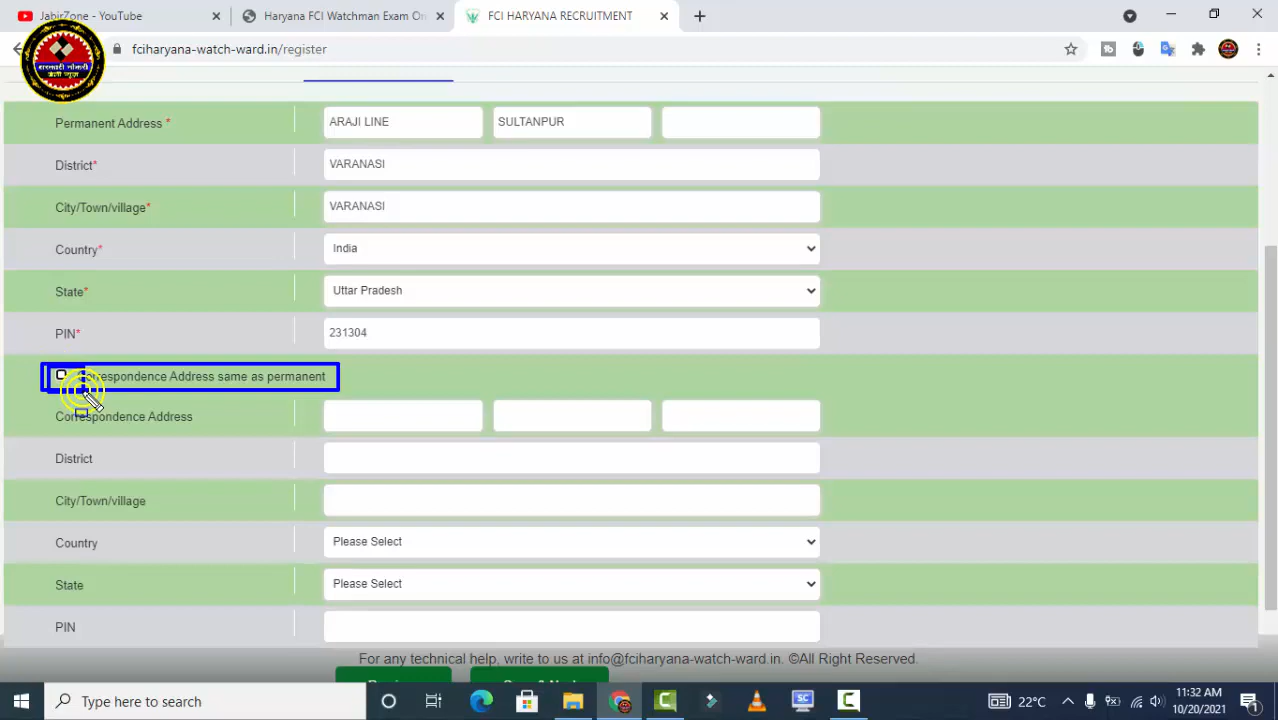 JabirZone - YouTube
Haryana FCI Watchman Exam On
FCI HARYANA RECRUITMENT
fciharyana-watch-ward.in/register
सरकारी नौकरी
डेली न्यूज़
Permanent Address *
ARAJI LINE
SULTANPUR
District*
VARANASI
City/Town/village*
VARANASI
Country*
India
State*
Uttar Pradesh
PIN*
231304
respondence Address same as permanent
Correspondence Address
District
City/Town/village
Country
Please Select
State
Please Select
PIN
For any technical help, write to us at info@fciharyana-watch-ward.in. ©All Right Reserved.
Type here to search
SC
22°C
11:32 AM
10/20/2021
1